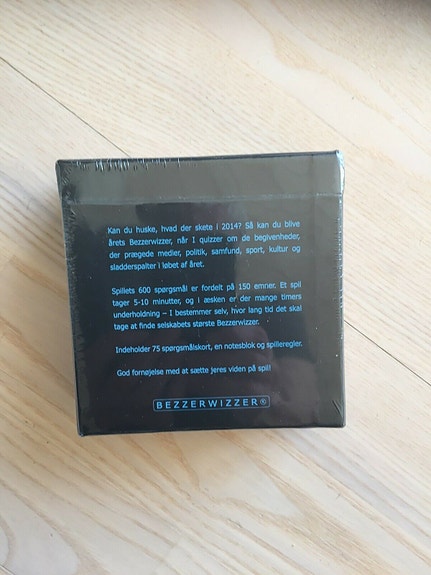 Kan du huske, hvad der skete i 2014? Så kan du blive
årets Bezzerwizzer, når I quizzer om de begivenheder,
der prægede medier, politik, samfund, sport, kultur og
sladderspalter i løbet af året.
Spillets 600 spørgsmål er fordelt på 150 emner. Et spil
tager 5-10 minutter, og i æsken er der mange timers
underholdning – I bestemmer selv, hvor lang tid det skal
tage at finde selskabets største Bezzerwizzer.
Indeholder 75 spørgsmålskort, en notesblok og spilleregler.
God fornøjelse med at sætte jeres viden på spil!
BEZZERWIZZER®